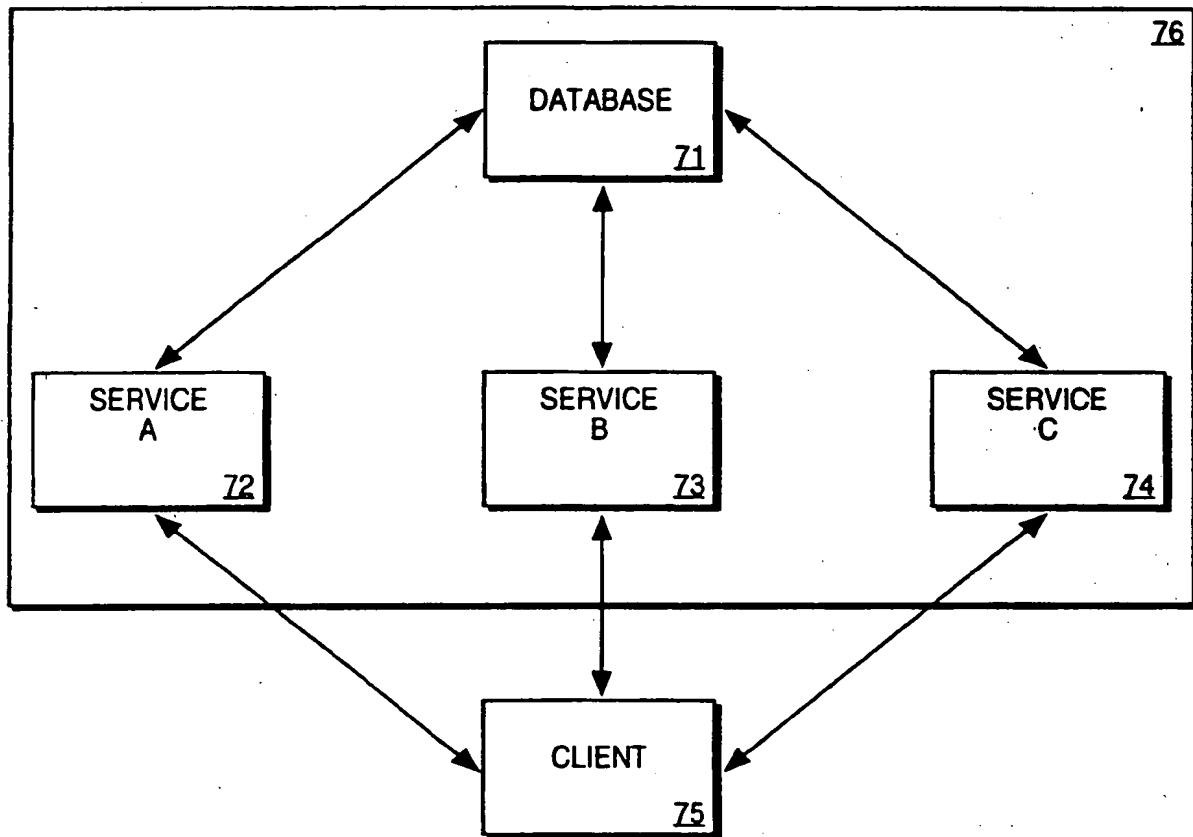 76
DATABASE
71
SERVICE
A
72
SERVICE
B
73
SERVICE
C
74
CLIENT
75